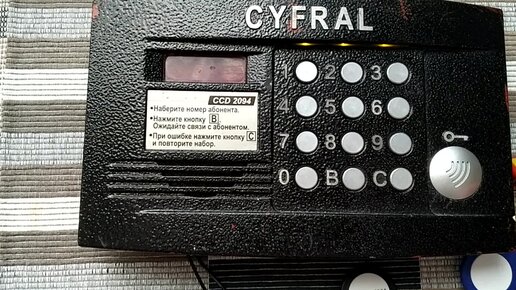 CYFRAL
CCD 2094
•Наберите номер абонента.
•Нажмите кнопку B
Ожидайте связи с абонентом.
•При ошибке нажмите кнопку C
и повторите набор.
1 2 3
4 5 6
7 8 9
0 B C